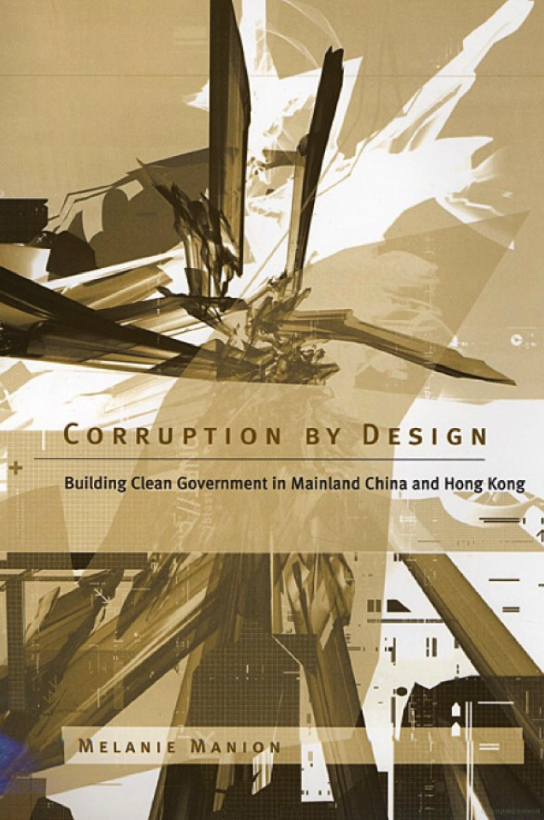 CORRUPTION BY DESIGN
Building Clean Government in Mainland China and Hong Kong
MELANIE MANION